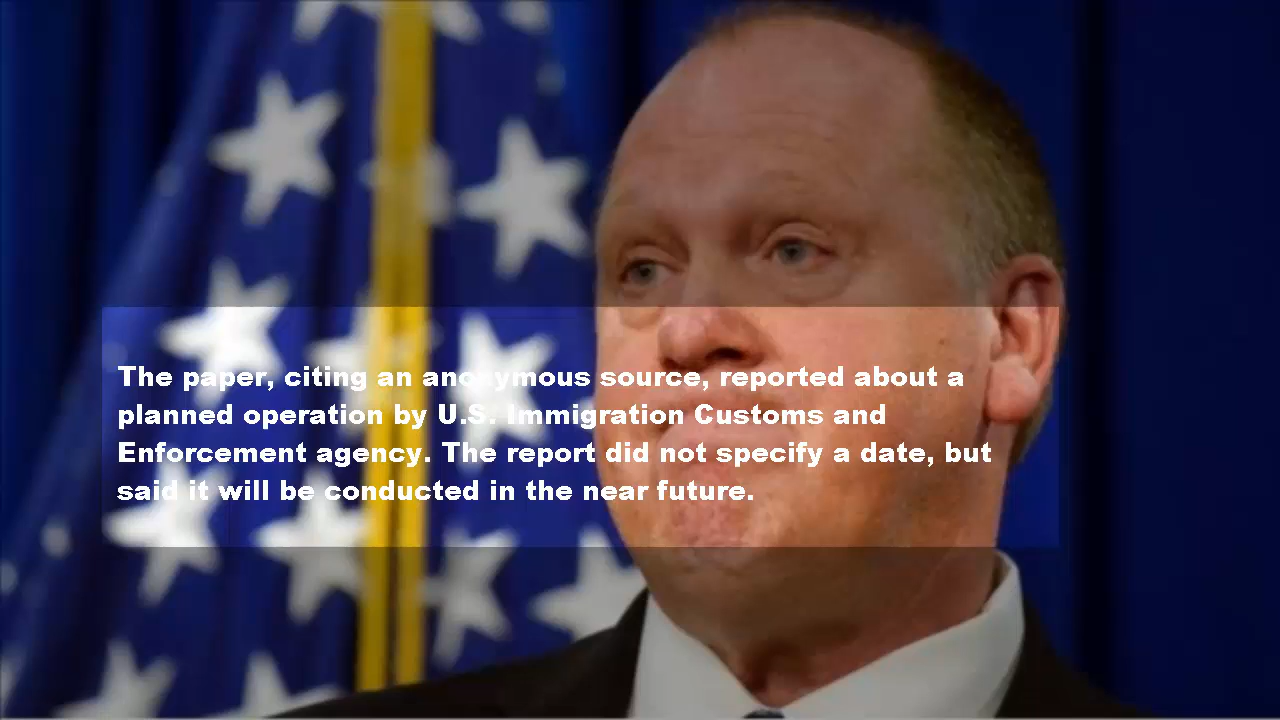 The paper, citing an anonymous source, reported about a
planned operation by U.S. Immigration Customs and
Enforcement agency. The report did not specify a date, but
said it will be conducted in the near future.